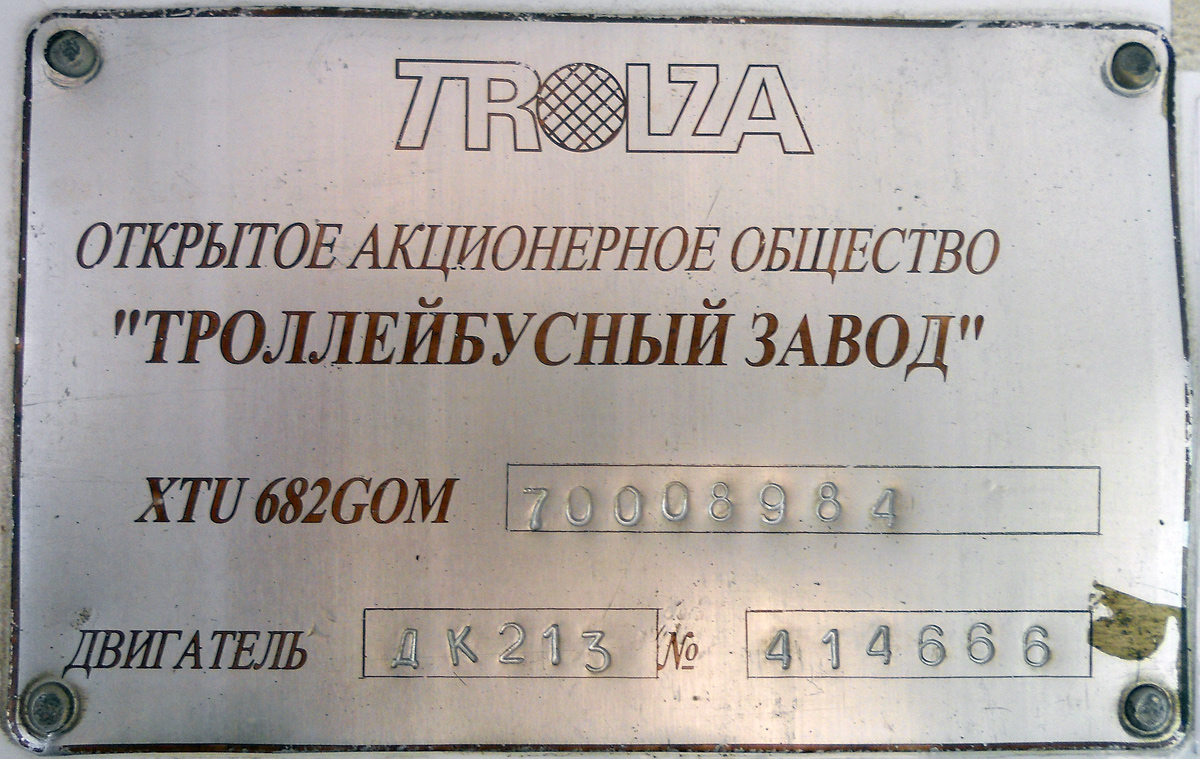 TROLZA
ОТКРЫТОЕ АКЦИОНЕРНОЕ ОБЩЕСТВО
"ТРОЛЛЕЙБУСНЫЙ ЗАВОД"
XTU 682GOM 70008984
ДВИГАТЕЛЬ ДК213 № 414666